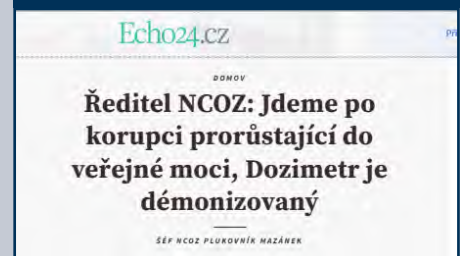 Echo24.cz
DOMOV
Ředitel NCOZ: Jdeme po
korupci prorůstající do
veřejné moci, Dozimetr je
démonizovaný
ŠÉF NCOZ PLUKOVNÍK MAZÁNEK